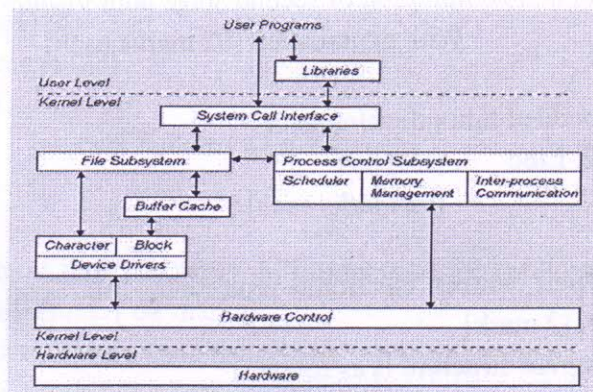 User Programs
Libraries
User Level
Kernel Level
System Call Interface
File Subsystem
Process Control Subsystem
Scheduler
Memory Management
Inter-process Communication
Buffer Cache
Character
Block
Device Drivers
Hardware Control
Kernel Level
Hardware Level
Hardware